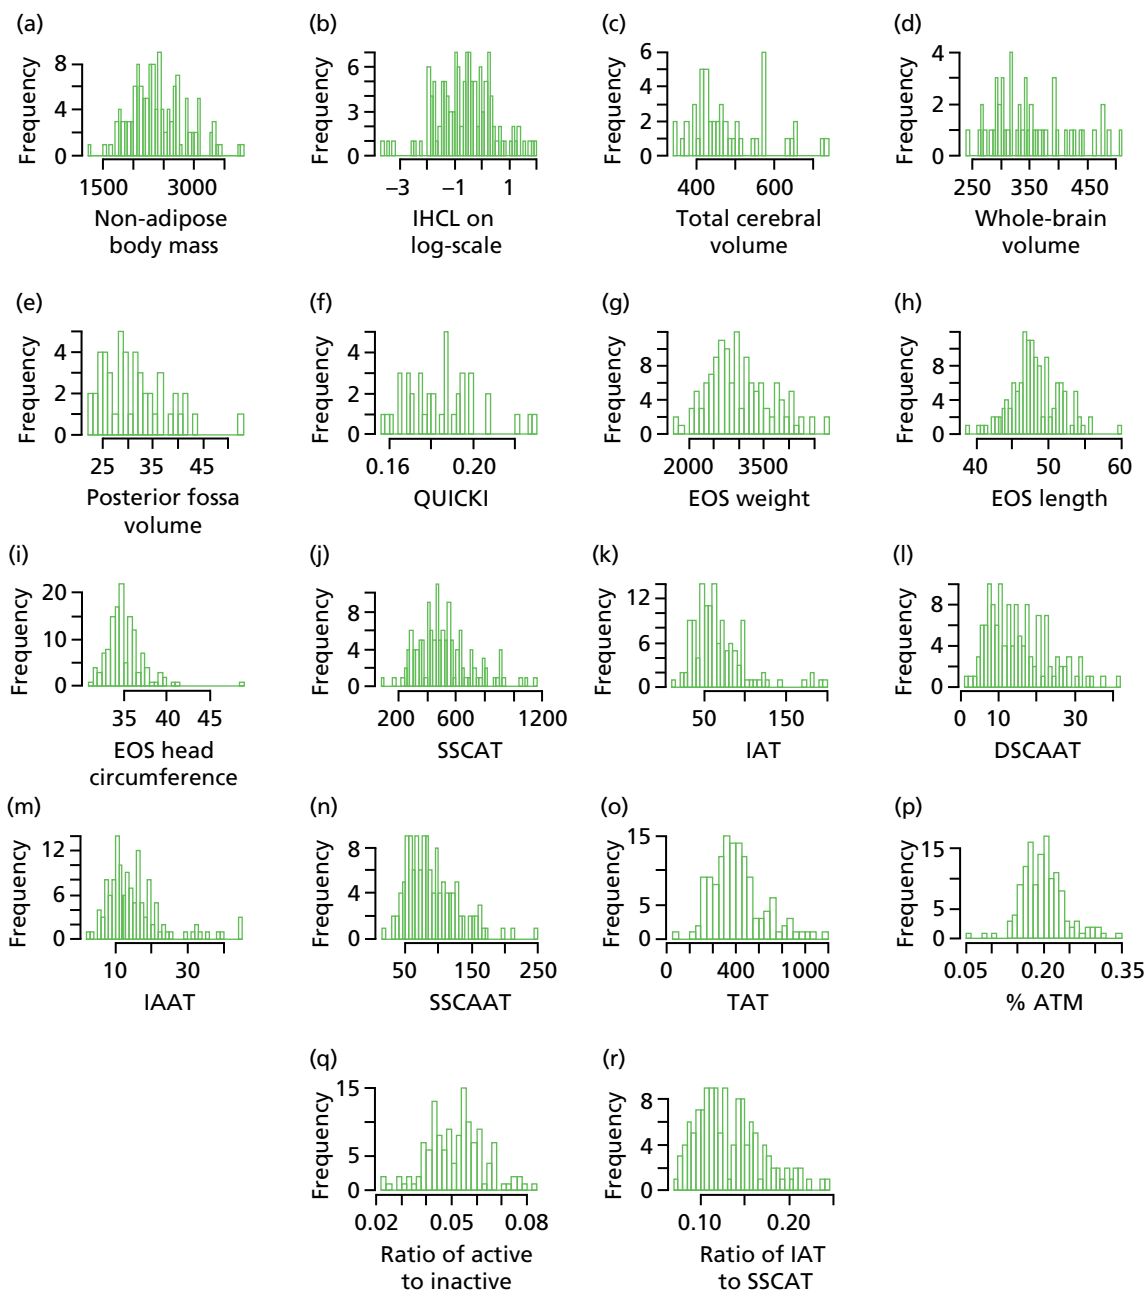 (a)
Frequency
8
4
0
1500 3000
Non-adipose
body mass
(b)
Frequency
6
3
0
−3 −1 1
IHCL on
log-scale
(c)
Frequency
6
4
2
0
400 600
Total cerebral
volume
(d)
Frequency
4
2
0
250 350 450
Whole-brain
volume
(e)
Frequency
4
2
0
25 35 45
Posterior fossa
volume
(f)
Frequency
4
2
0
0.16 0.20
QUICKI
(g)
Frequency
8
4
0
2000 3500
EOS weight
(h)
Frequency
8
4
0
40 50 60
EOS length
(i)
Frequency
20
10
0
35 40 45
EOS head
circumference
(j)
Frequency
8
4
0
200 600 1200
SSCAT
(k)
Frequency
12
6
0
50 150
IAT
(l)
Frequency
8
4
0
0 10 30
DSCAAT
(m)
Frequency
12
6
0
10 30
IAAT
(n)
Frequency
8
4
0
50 150 250
SSCAAT
(o)
Frequency
15
5
0
0 400 1000
TAT
(p)
Frequency
15
5
0
0.05 0.20 0.35
% ATM
(q)
Frequency
15
5
0
0.02 0.05 0.08
Ratio of active
to inactive
(r)
Frequency
8
4
0
0.10 0.20
Ratio of IAT
to SSCAT